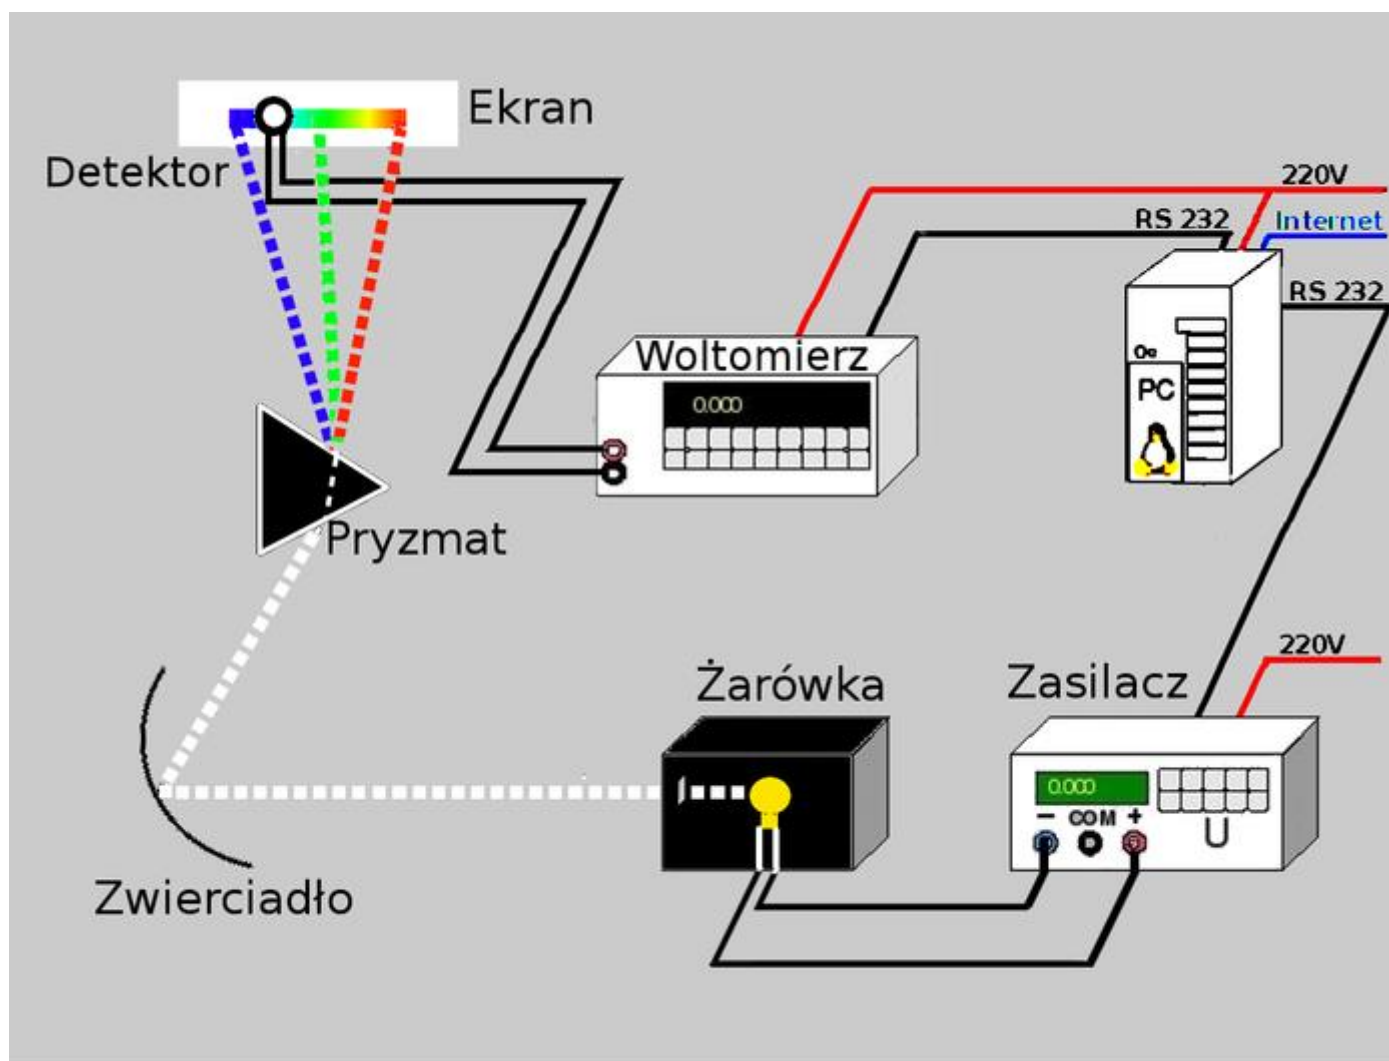 Ekran
Detektor
220V
RS 232
Internet
RS 232
Woltomierz
0.000
PC
Pryzmat
220V
Żarówka
Zasilacz
0.000
− COM +
U
Zwierciadło